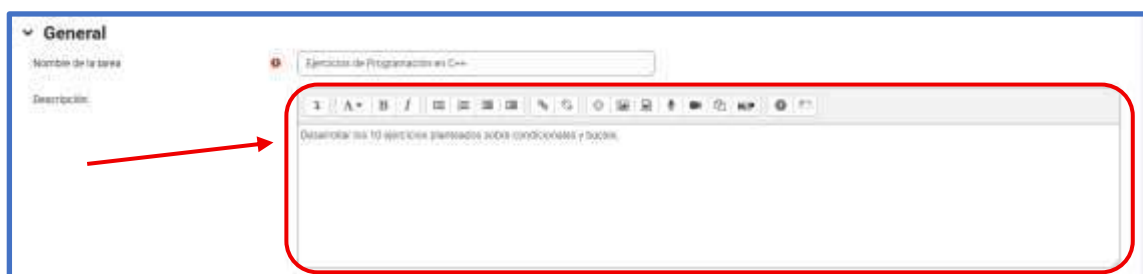 General
Nombre de la tarea
Ejercicios de Programación en C++
Descripción
Desarrollar los 10 ejercicios planteados sobre condicionales y bucles.